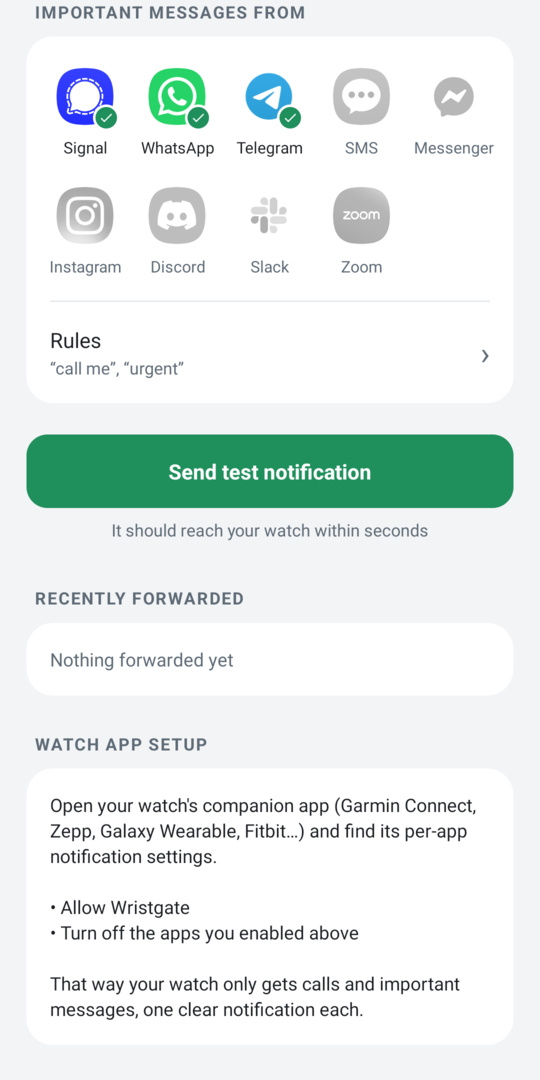 IMPORTANT MESSAGES FROM
Signal WhatsApp Telegram SMS Messenger
zoom
Instagram Discord Slack Zoom
Rules
“call me”, “urgent”
Send test notification
It should reach your watch within seconds
RECENTLY FORWARDED
Nothing forwarded yet
WATCH APP SETUP
Open your watch's companion app (Garmin Connect,
Zepp, Galaxy Wearable, Fitbit…) and find its per-app
notification settings.
• Allow Wristgate
• Turn off the apps you enabled above
That way your watch only gets calls and important
messages, one clear notification each.